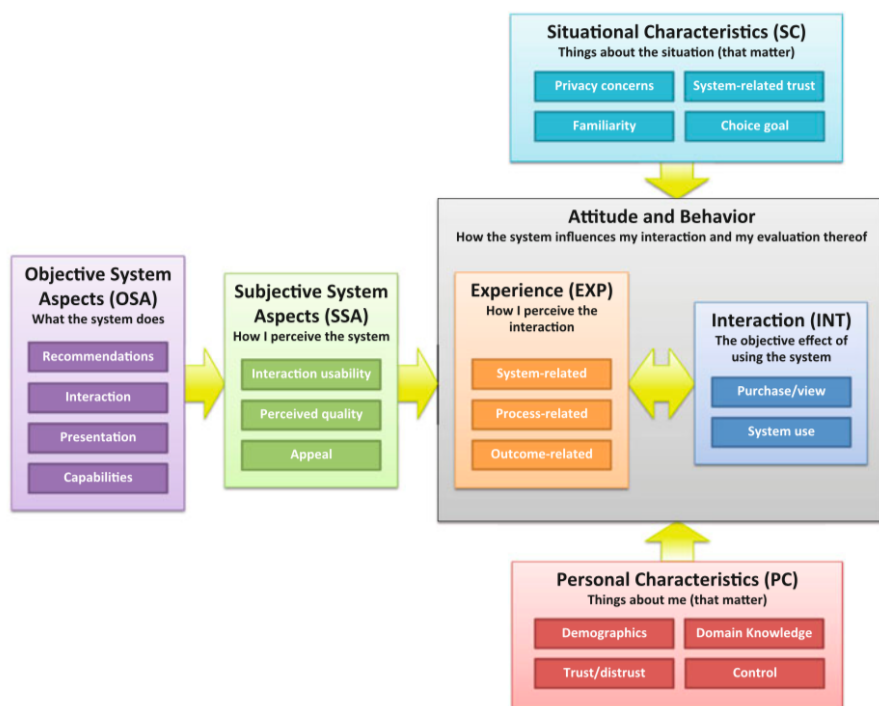 Situational Characteristics (SC)
Things about the situation (that matter)
Privacy concerns
System-related trust
Familiarity
Choice goal
Attitude and Behavior
How the system influences my interaction and my evaluation thereof
Objective System
Aspects (OSA)
What the system does
Recommendations
Interaction
Presentation
Capabilities
Subjective System
Aspects (SSA)
How I perceive the system
Interaction usability
Perceived quality
Appeal
Experience (EXP)
How I perceive the
interaction
System-related
Process-related
Outcome-related
Interaction (INT)
The objective effect of
using the system
Purchase/view
System use
Personal Characteristics (PC)
Things about me (that matter)
Demographics
Domain Knowledge
Trust/distrust
Control